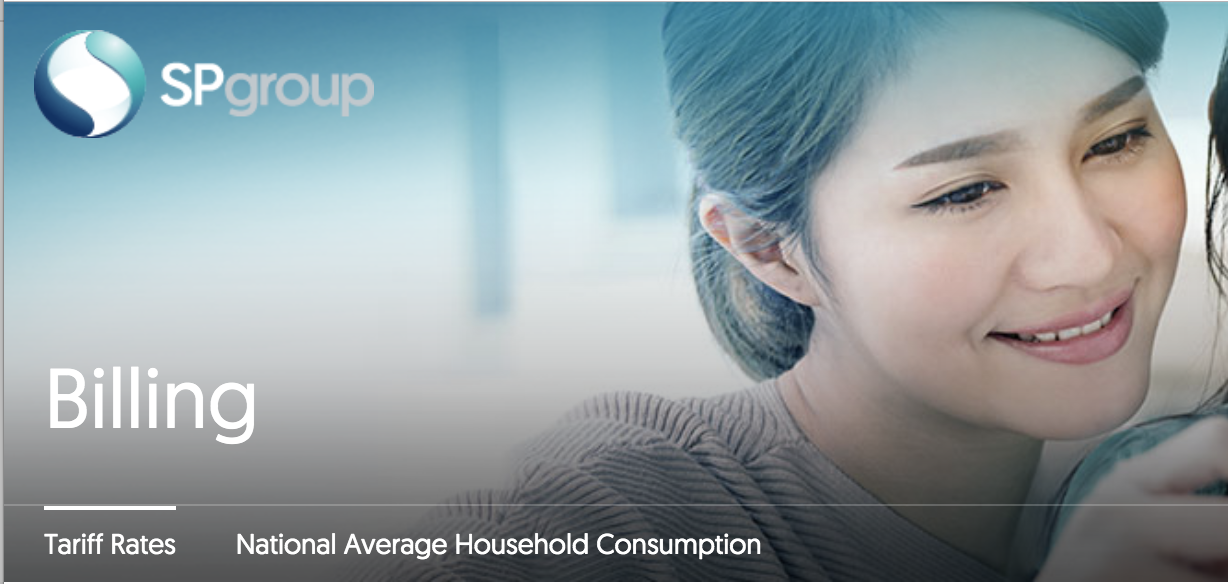 SPgroup
Billing
Tariff Rates
National Average Household Consumption